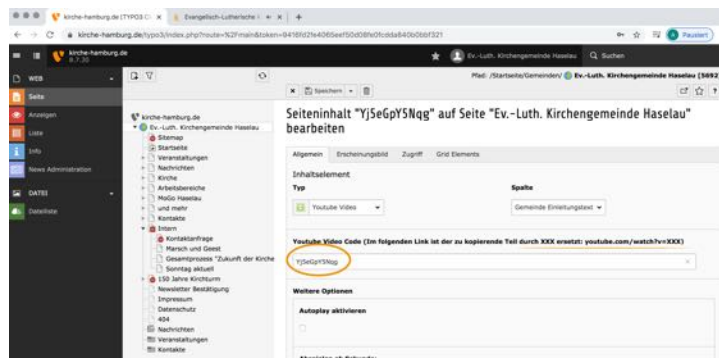 kirche-hamburg.de [TYPO3 C
Evangelisch-Lutherische
kirche-hamburg.de/typo3/index.php?route=%2Fmain&token=
Pausiert
kirche-hamburg.de
8.7.30
Ev.-Luth. Kirchengemeinde Haselau
Suchen
WEB
Seite
Anzeigen
Liste
Info
News Administration
DATEI
Dateiliste
kirche-hamburg.de
Ev.-Luth. Kirchengemeinde Haselau
Sitemap
Startseite
Veranstaltungen
Nachrichten
Kirche
Arbeitsbereiche
MoGo Haselau
und mehr
Kontakte
Intern
Kontaktanfrage
Marsch und Geest
Gesamtprozess "Zukunft der Kirche
Sonntag aktuell
150 Jahre Kirchturm
Newsletter Bestätigung
Impressum
Datenschutz
404
Nachrichten
Veranstaltungen
Kontakte
Pfad: /Startseite/Gemeinden/ Ev.-Luth. Kirchengemeinde Haselau [5692]
Speichern
Seiteninhalt "Yj5eGpY5Nqg" auf Seite "Ev.-Luth. Kirchengemeinde Haselau"
bearbeiten
Allgemein Erscheinungsbild Zugriff Grid Elements
Inhaltselement
Typ Spalte
Youtube Video Gemeinde Einleitungstext
Youtube Video Code (Im folgenden Link ist der zu kopierende Teil durch XXX ersetzt: youtube.com/watch?v=XXX)
Yj5eGpY5Nqg
Weitere Optionen
Autoplay aktivieren